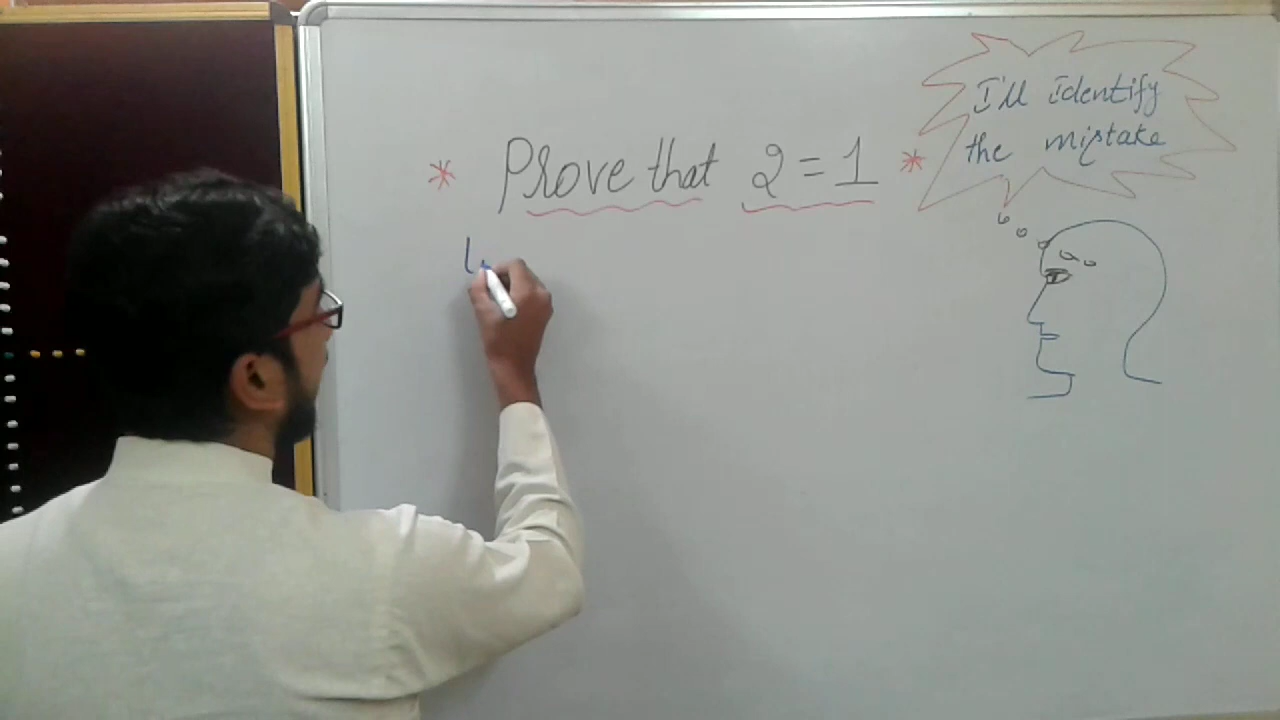 * Prove that 2 = 1 *
I'll identify
the mistake